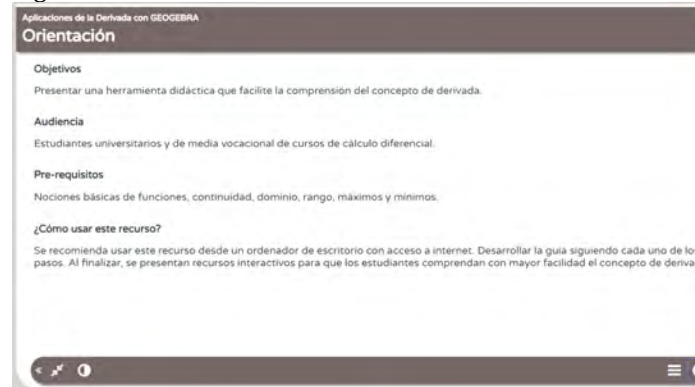 Aplicaciones de la Derivada con GEOGEBRA
Orientación
Objetivos
Presentar una herramienta didáctica que facilite la comprensión del concepto de derivada.
Audiencia
Estudiantes universitarios y de media vocacional de cursos de cálculo diferencial.
Pre-requisitos
Nociones básicas de funciones, continuidad, dominio, rango, máximos y mínimos.
¿Cómo usar este recurso?
Se recomienda usar este recurso desde un ordenador de escritorio con acceso a internet. Desarrollar la guía siguiendo cada uno de lo
pasos. Al finalizar, se presentan recursos interactivos para que los estudiantes comprendan con mayor facilidad el concepto de deriva